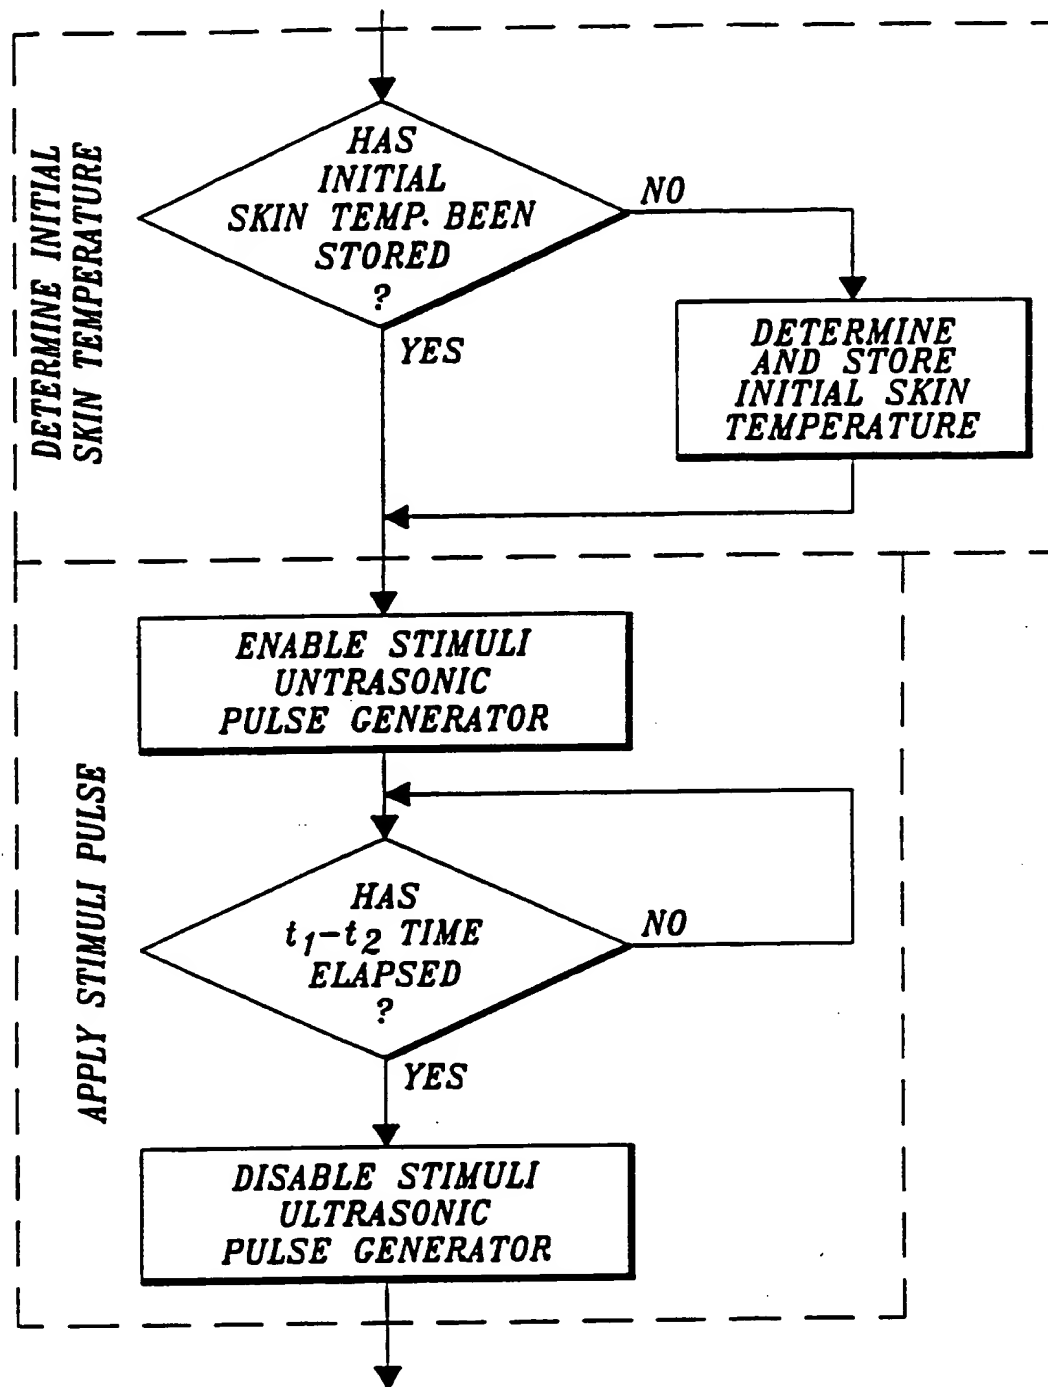 DETERMINE INITIAL
SKIN TEMPERATURE
HAS
INITIAL
SKIN TEMP. BEEN
STORED
?
NO
YES
DETERMINE
AND STORE
INITIAL SKIN
TEMPERATURE
APPLY STIMULI PULSE
ENABLE STIMULI
UNTRASONIC
PULSE GENERATOR
HAS
t₁-t₂ TIME
ELAPSED
?
NO
YES
DISABLE STIMULI
ULTRASONIC
PULSE GENERATOR